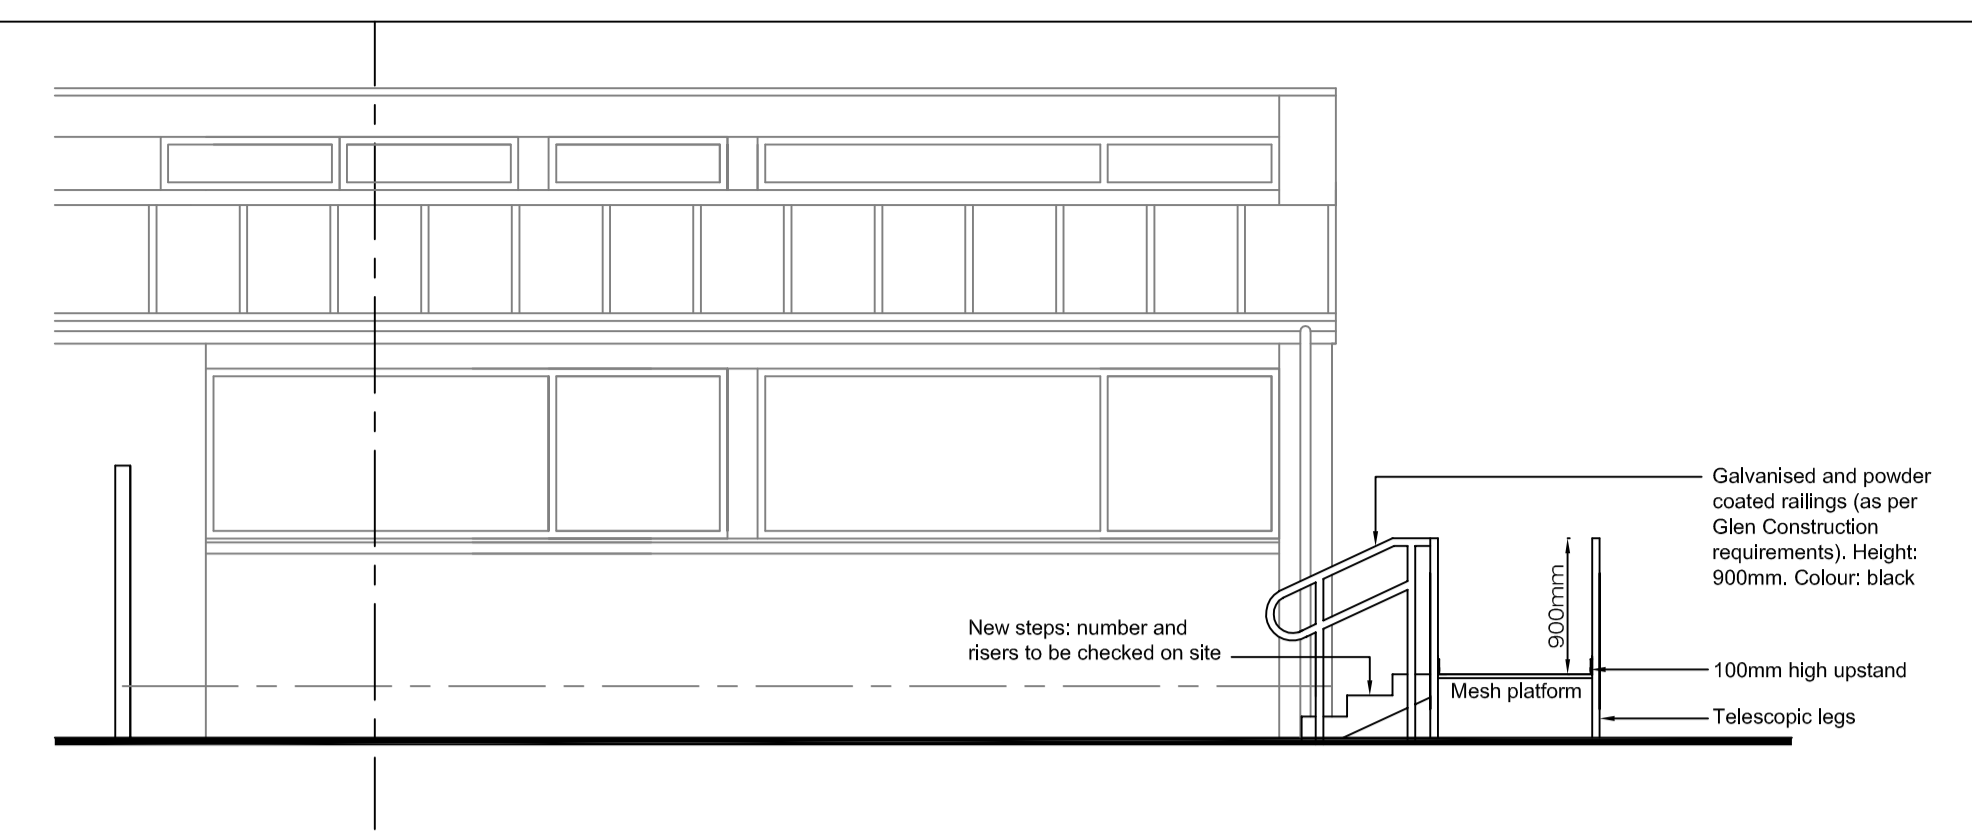 Galvanised and powder
coated railings (as per
Glen Construction
requirements). Height:
900mm. Colour: black
900mm
New steps: number and
risers to be checked on site
100mm high upstand
Mesh platform
Telescopic legs